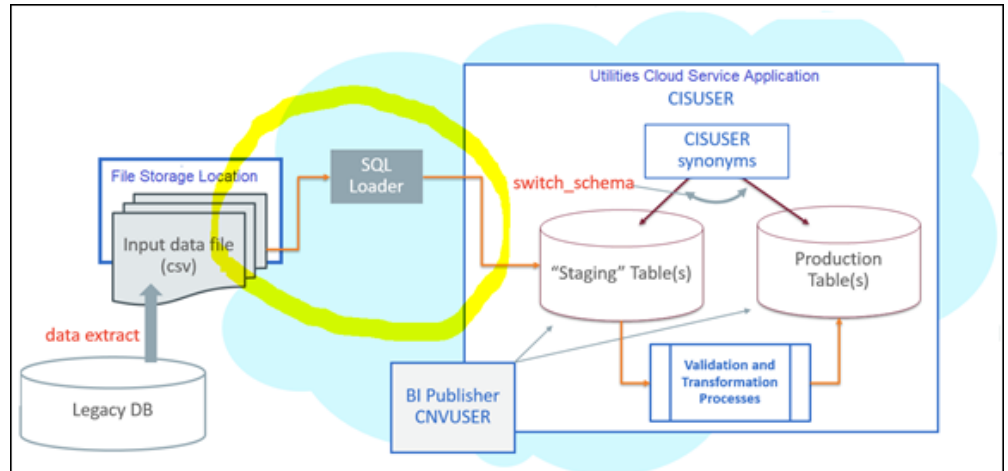 Utilities Cloud Service Application
CISUSER
CISUSER
synonyms
SQL
Loader
File Storage Location
switch_schema
Input data file
(csv)
"Staging" Table(s)
Production
Table(s)
data extract
Legacy DB
BI Publisher
CNVUSER
Validation and
Transformation
Processes